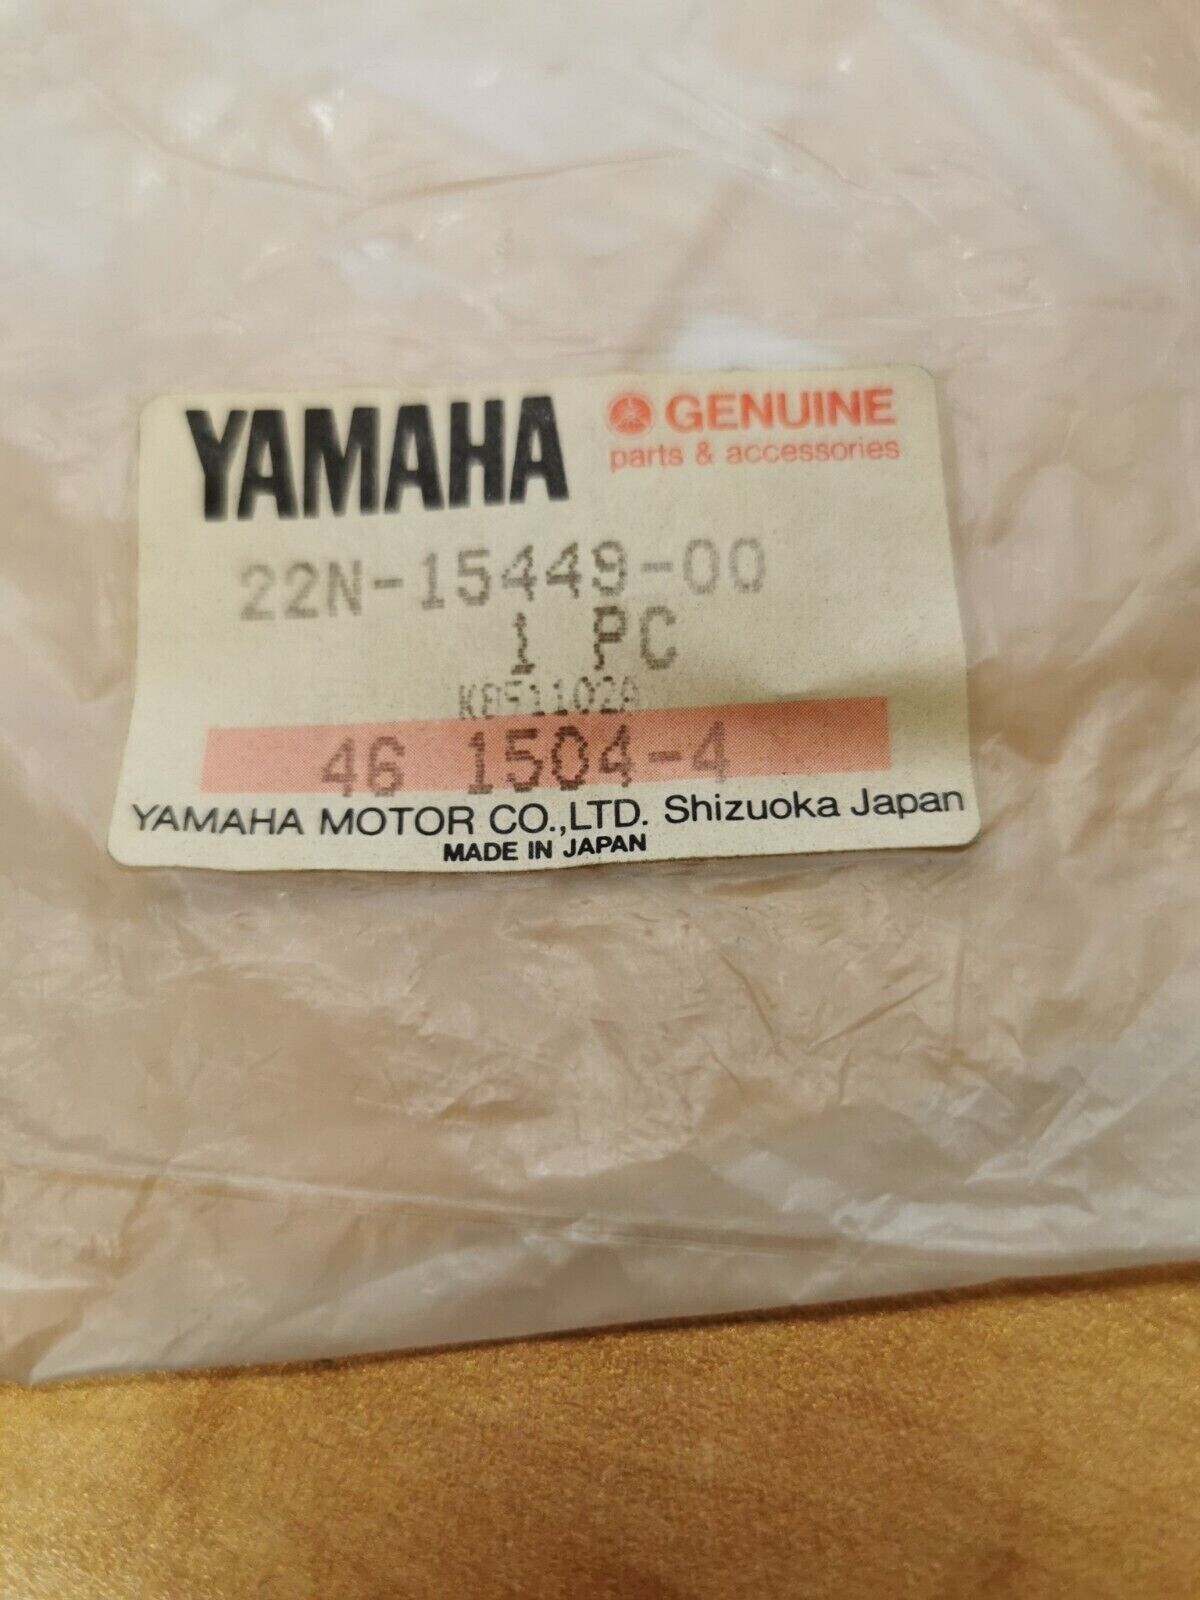 YAMAHA GENUINE
parts & accessories
22N-15449-00
1 PC
K851102A
46 1504-4
YAMAHA MOTOR CO.,LTD. Shizuoka Japan
MADE IN JAPAN